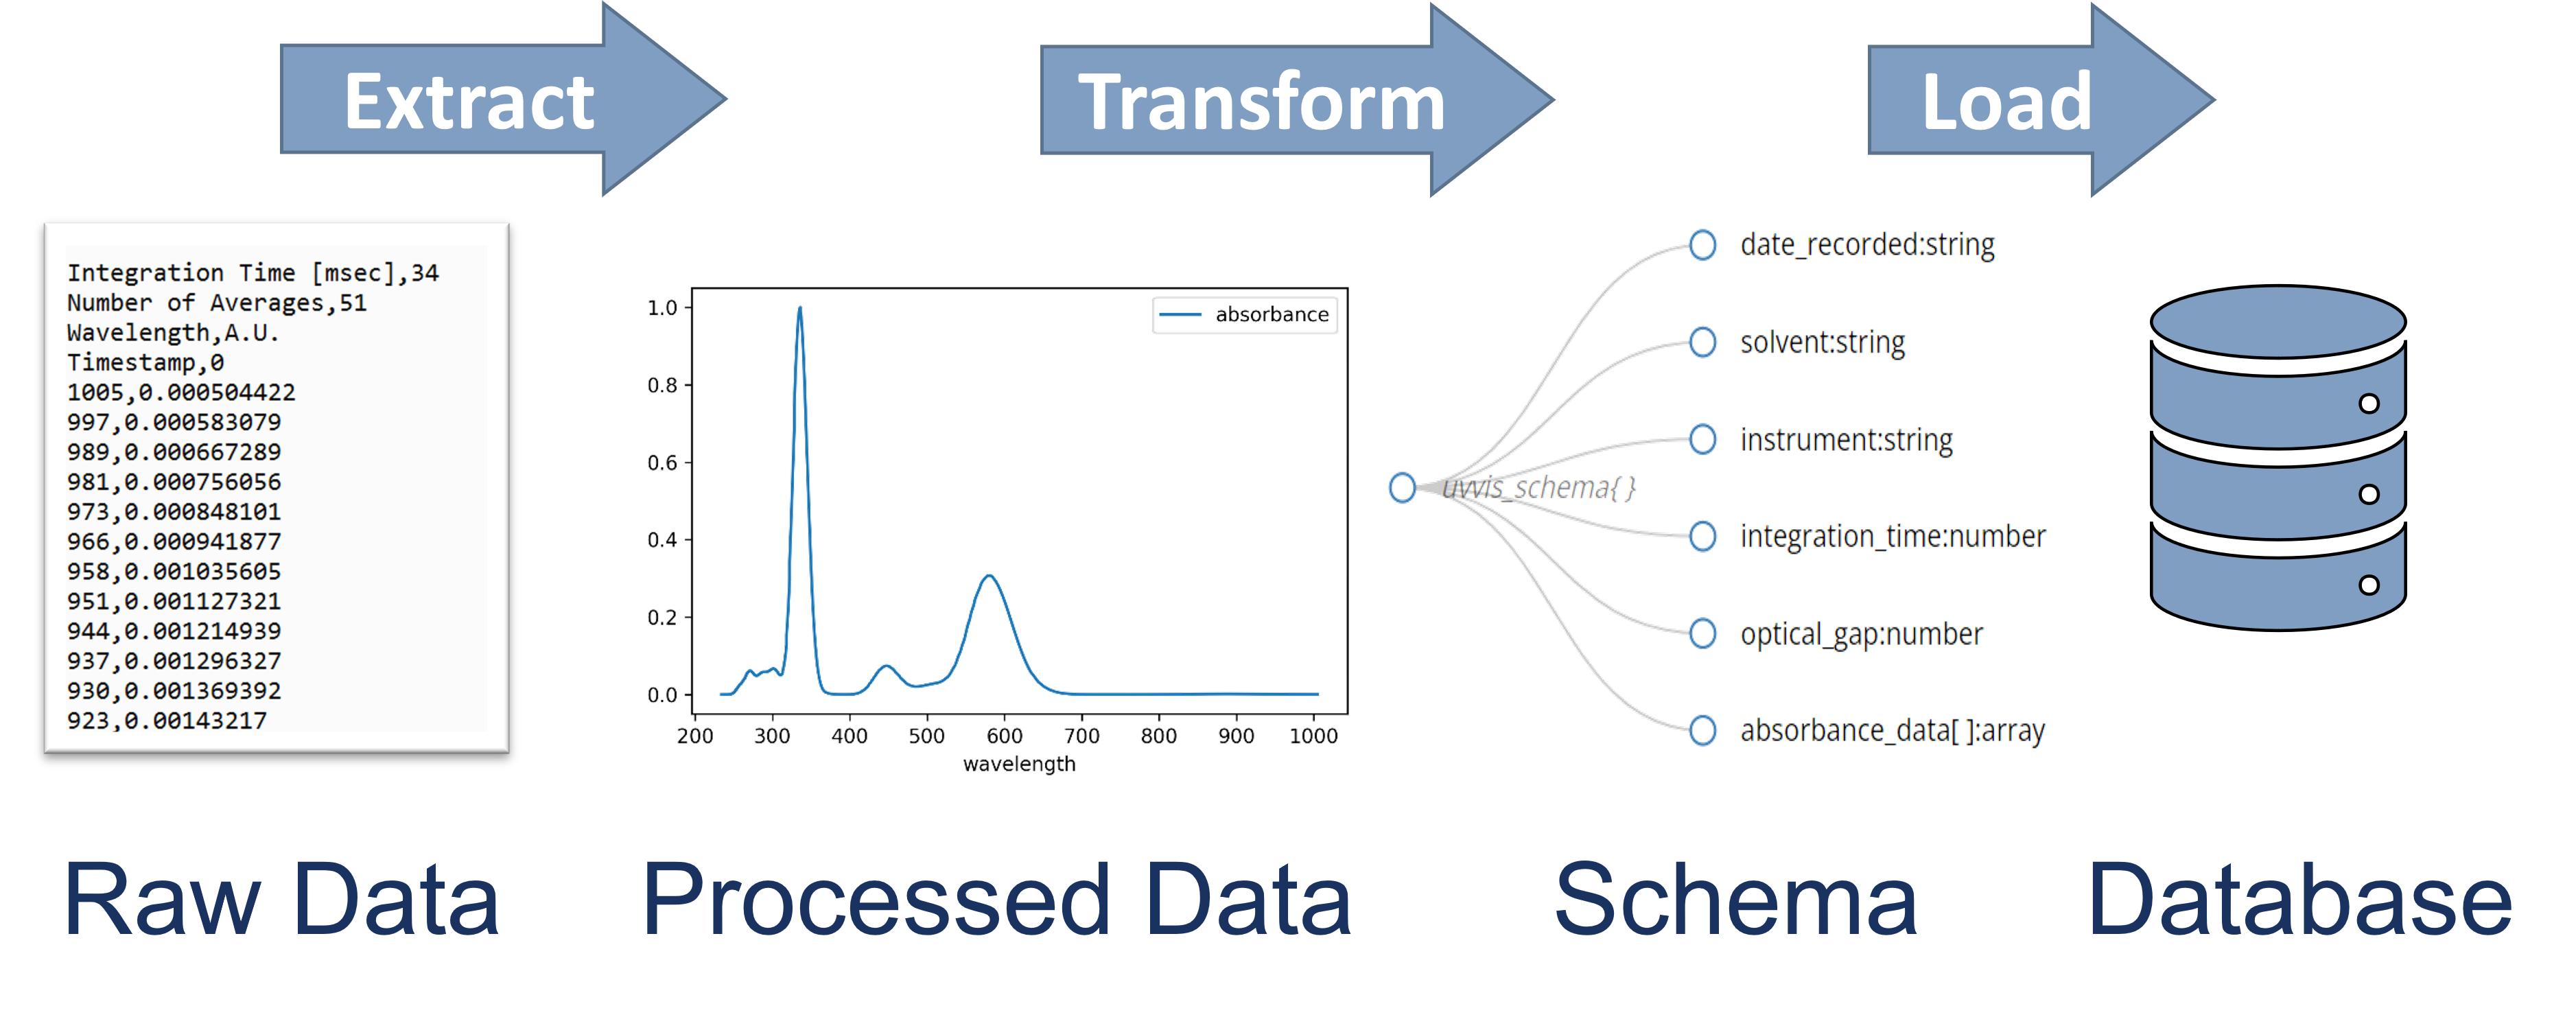 Extract
Transform
Load
Integration Time [msec],34
Number of Averages,51
Wavelength,A.U.
Timestamp,0
1005,0.000504422
997,0.000583079
989,0.000667289
981,0.000756056
973,0.000848101
966,0.000941877
958,0.001035605
951,0.001127321
944,0.001214939
937,0.001296327
930,0.001369392
923,0.00143217
absorbance
1.0
0.8
0.6
0.4
0.2
0.0
200 300 400 500 600 700 800 900 1000
wavelength
uvvis_schema{ }
date_recorded:string
solvent:string
instrument:string
integration_time:number
optical_gap:number
absorbance_data[ ]:array
Raw Data
Processed Data
Schema
Database